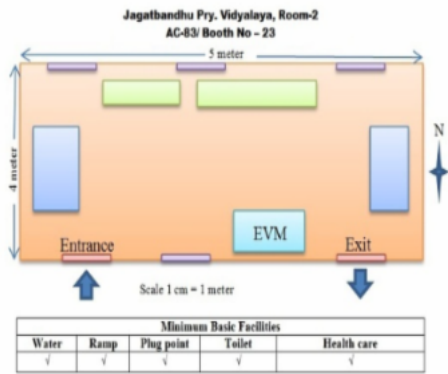 Jagatbandhu Pry. Vidyalaya, Room-2
AC-83/ Booth No – 23
5 meter
4 meter
N
EVM
Entrance
Exit
Scale 1 cm = 1 meter
Minimum Basic Facilities
Water Ramp Plug point Toilet Health care
√ √ √ √ √